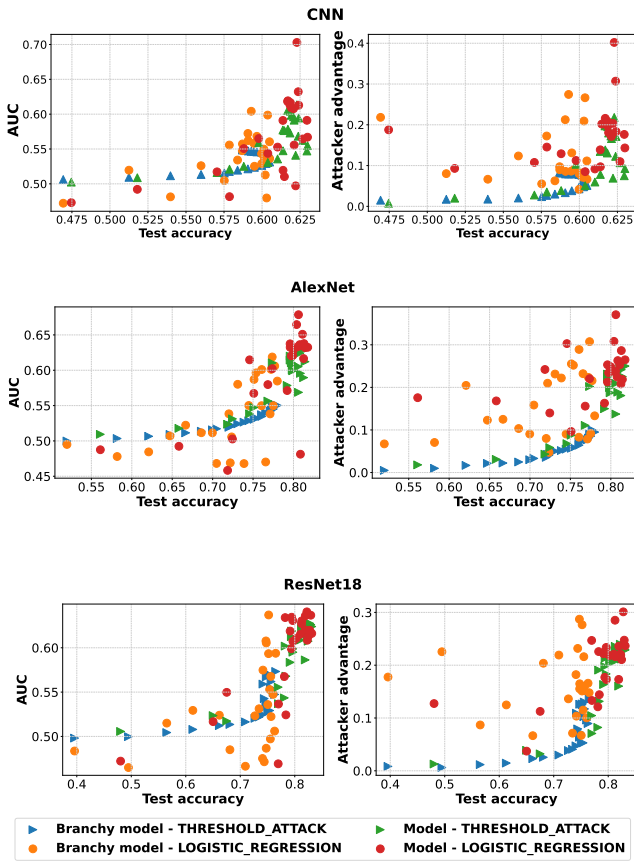 CNN
AUC
0.70
0.65
0.60
0.55
0.50
0.475 0.500 0.525 0.550 0.575 0.600 0.625
Test accuracy
Attacker advantage
0.4
0.3
0.2
0.1
0.0
0.475 0.500 0.525 0.550 0.575 0.600 0.625
Test accuracy
AlexNet
AUC
0.65
0.60
0.55
0.50
0.45
0.55 0.60 0.65 0.70 0.75 0.80
Test accuracy
Attacker advantage
0.3
0.2
0.1
0.0
0.55 0.60 0.65 0.70 0.75 0.80
Test accuracy
ResNet18
AUC
0.60
0.55
0.50
0.4 0.5 0.6 0.7 0.8
Test accuracy
Attacker advantage
0.3
0.2
0.1
0.0
0.4 0.5 0.6 0.7 0.8
Test accuracy
Branchy model - THRESHOLD_ATTACK
Branchy model - LOGISTIC_REGRESSION
Model - THRESHOLD_ATTACK
Model - LOGISTIC_REGRESSION